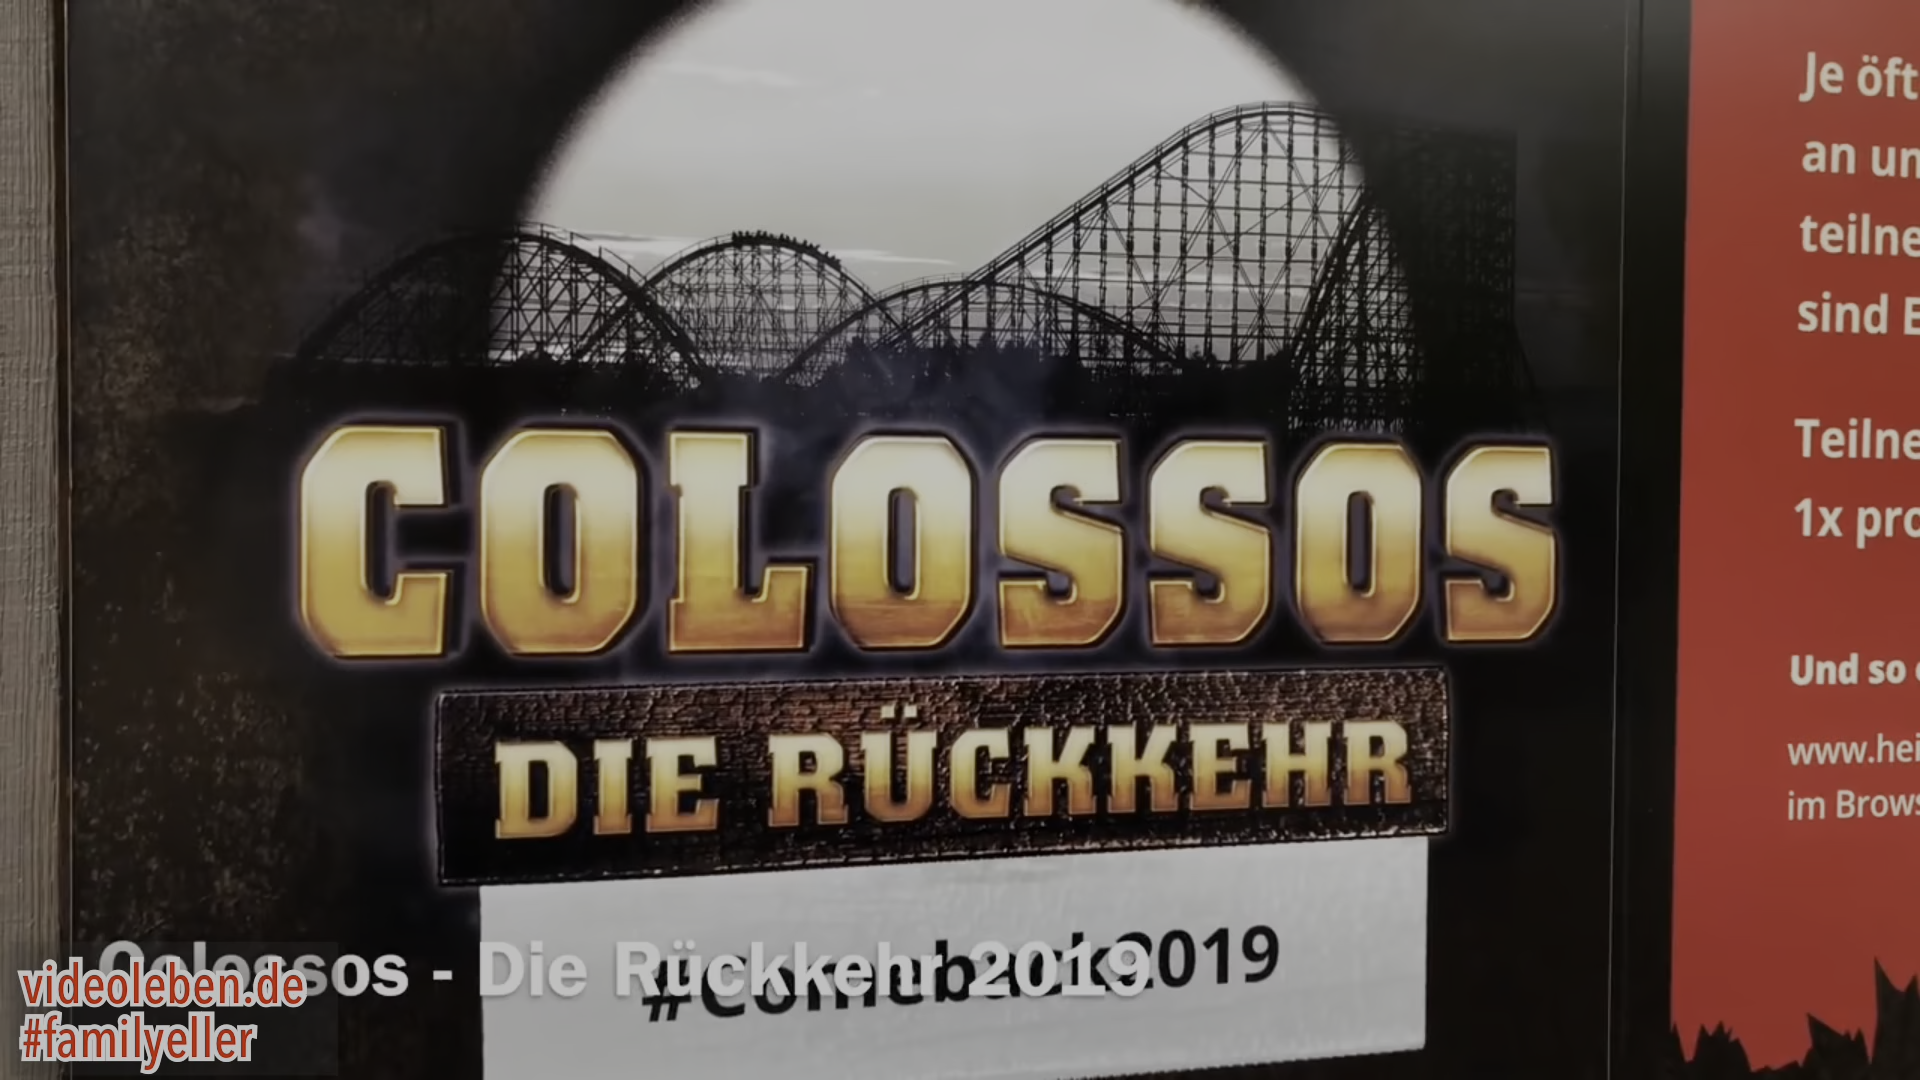 COLOSSOS
DIE RÜCKKEHR
#Comeback2019
Colossos - Die Rückkehr 2019
videoleben.de
#familyeller
Je öft
an un
teilne
sind E
Teilne
1x pro
Und so
www.hei
im Brows